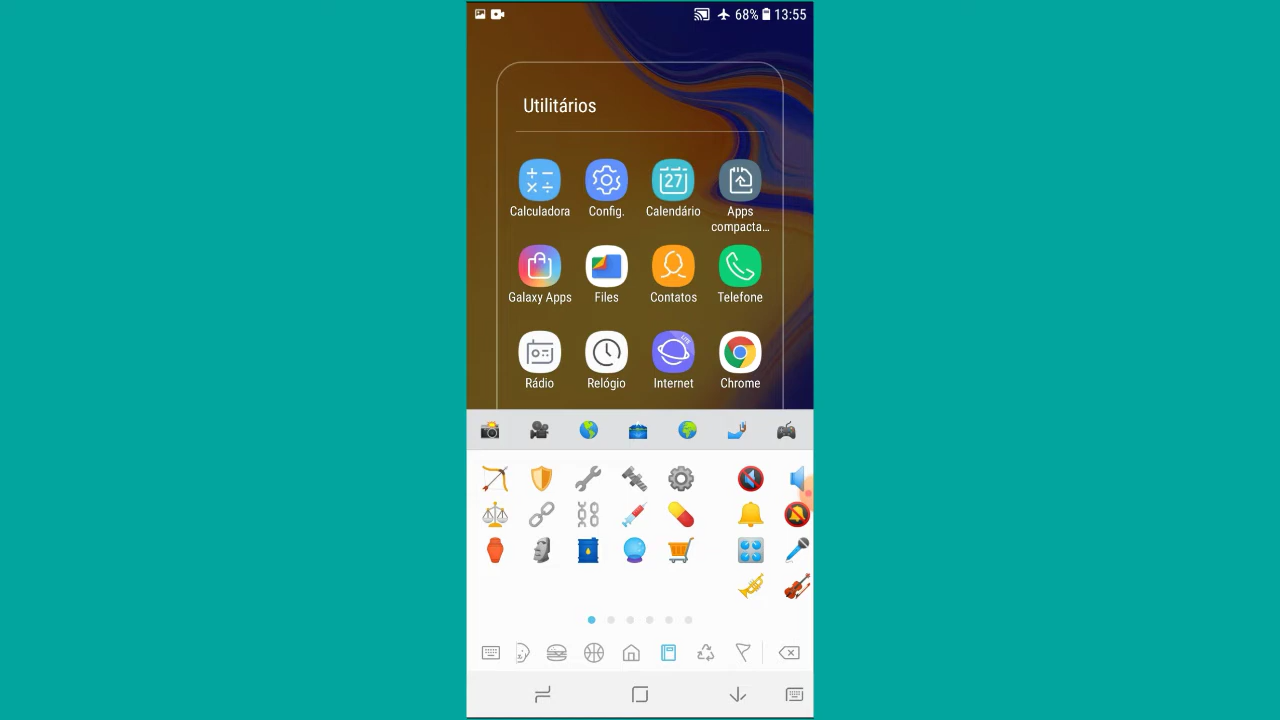 68% 13:55
Utilitários
27
Calculadora Config. Calendário Apps
compacta...
Galaxy Apps Files Contatos Telefone
LITE
Rádio Relógio Internet Chrome